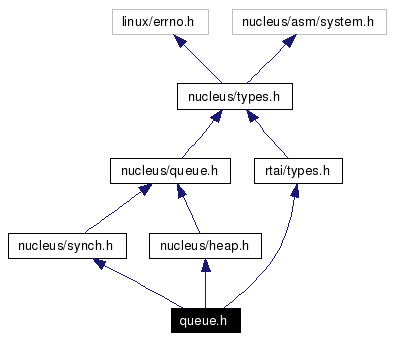 linux/errno.h
nucleus/asm/system.h
nucleus/types.h
nucleus/queue.h
rtai/types.h
nucleus/synch.h
nucleus/heap.h
queue.h